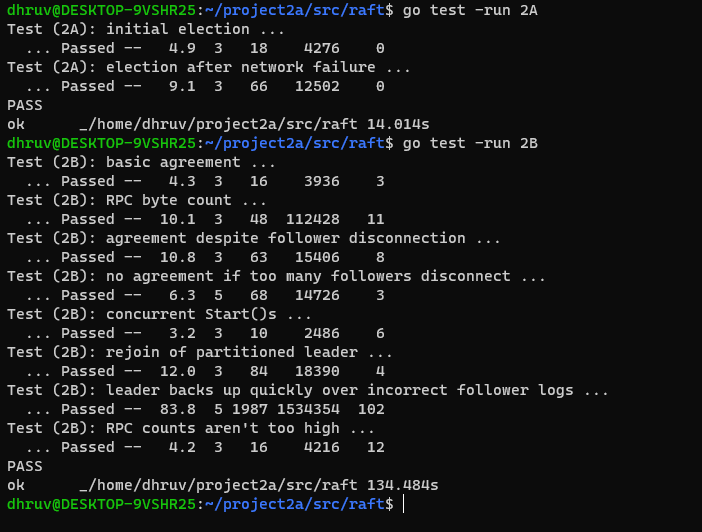 dhruv@DESKTOP-9VSHR25:~/project2a/src/raft$ go test -run 2A
Test (2A): initial election ...
  ... Passed --   4.9  3   18    4276    0
Test (2A): election after network failure ...
  ... Passed --   9.1  3   66   12502    0
PASS
ok      _/home/dhruv/project2a/src/raft 14.014s
dhruv@DESKTOP-9VSHR25:~/project2a/src/raft$ go test -run 2B
Test (2B): basic agreement ...
  ... Passed --   4.3  3   16    3936    3
Test (2B): RPC byte count ...
  ... Passed --  10.1  3   48  112428   11
Test (2B): agreement despite follower disconnection ...
  ... Passed --  10.8  3   63   15406    8
Test (2B): no agreement if too many followers disconnect ...
  ... Passed --   6.3  5   68   14726    3
Test (2B): concurrent Start()s ...
  ... Passed --   3.2  3   10    2486    6
Test (2B): rejoin of partitioned leader ...
  ... Passed --  12.0  3   84   18390    4
Test (2B): leader backs up quickly over incorrect follower logs ...
  ... Passed --  83.8  5 1987 1534354  102
Test (2B): RPC counts aren't too high ...
  ... Passed --   4.2  3   16    4216   12
PASS
ok      _/home/dhruv/project2a/src/raft 134.484s
dhruv@DESKTOP-9VSHR25:~/project2a/src/raft$